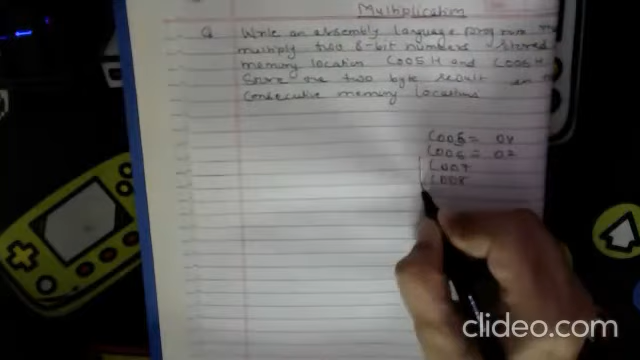 Multiplication
Q Write an assembly language program to
multiply two 8-bit numbers stored
memory location C005H and C006H.
Store the two byte result in
consecutive memory locations
C005 = 04
C006 = 02
C007
C008
clideo.com